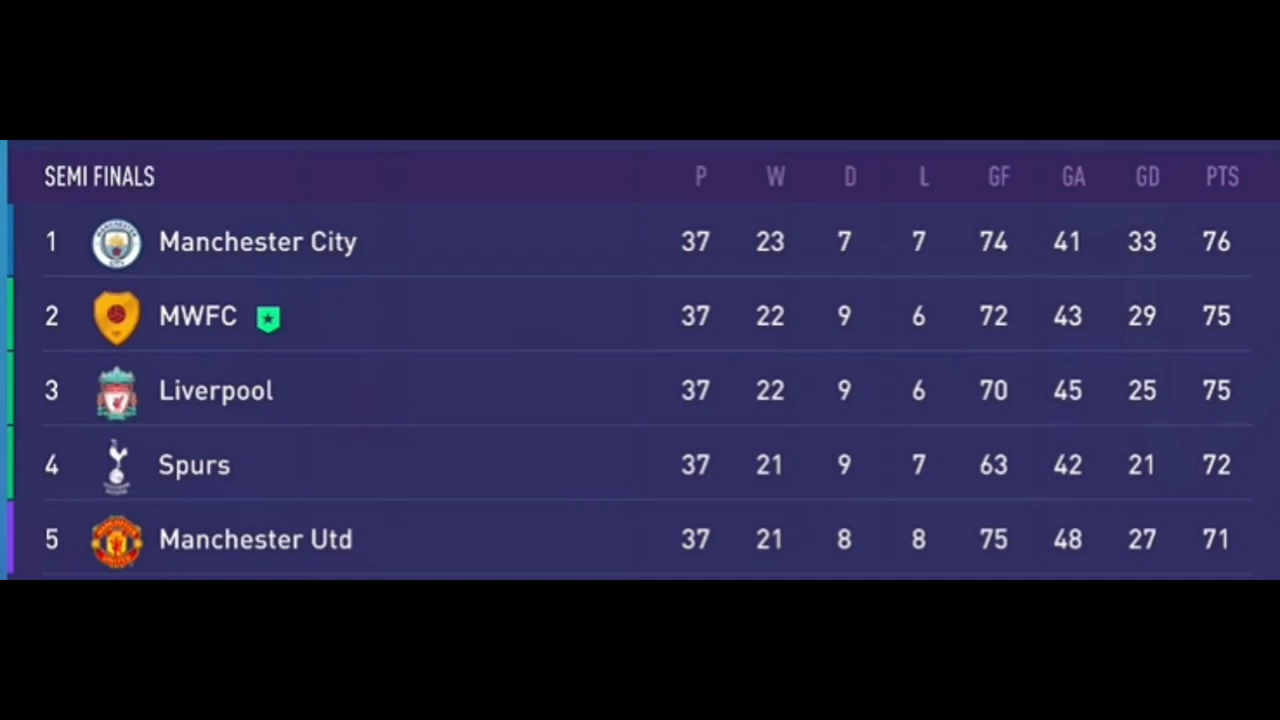 SEMI FINALS P W D L GF GA GD PTS
1 Manchester City 37 23 7 7 74 41 33 76
2 MWFC 37 22 9 6 72 43 29 75
3 Liverpool 37 22 9 6 70 45 25 75
4 Spurs 37 21 9 7 63 42 21 72
5 Manchester Utd 37 21 8 8 75 48 27 71